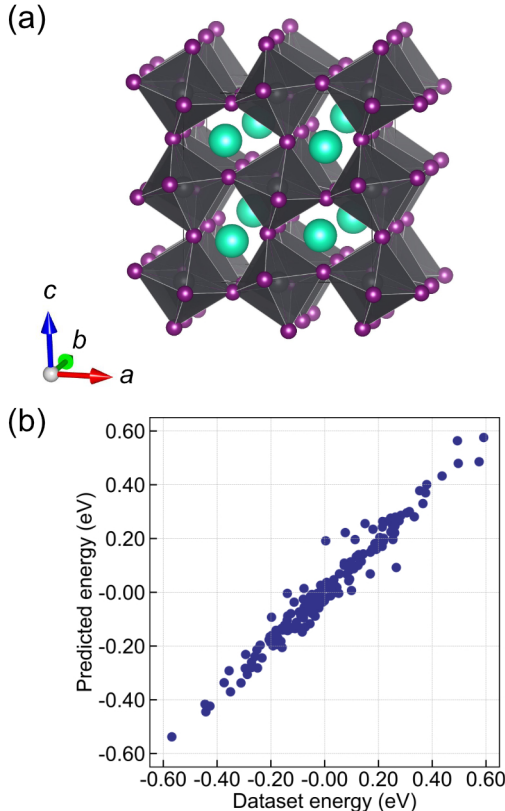 (a)
c
b
a
(b)
0.60
0.40
0.20
-0.00
-0.20
-0.40
-0.60
Predicted energy (eV)
-0.60 -0.40 -0.20 -0.00 0.20 0.40 0.60
Dataset energy (eV)